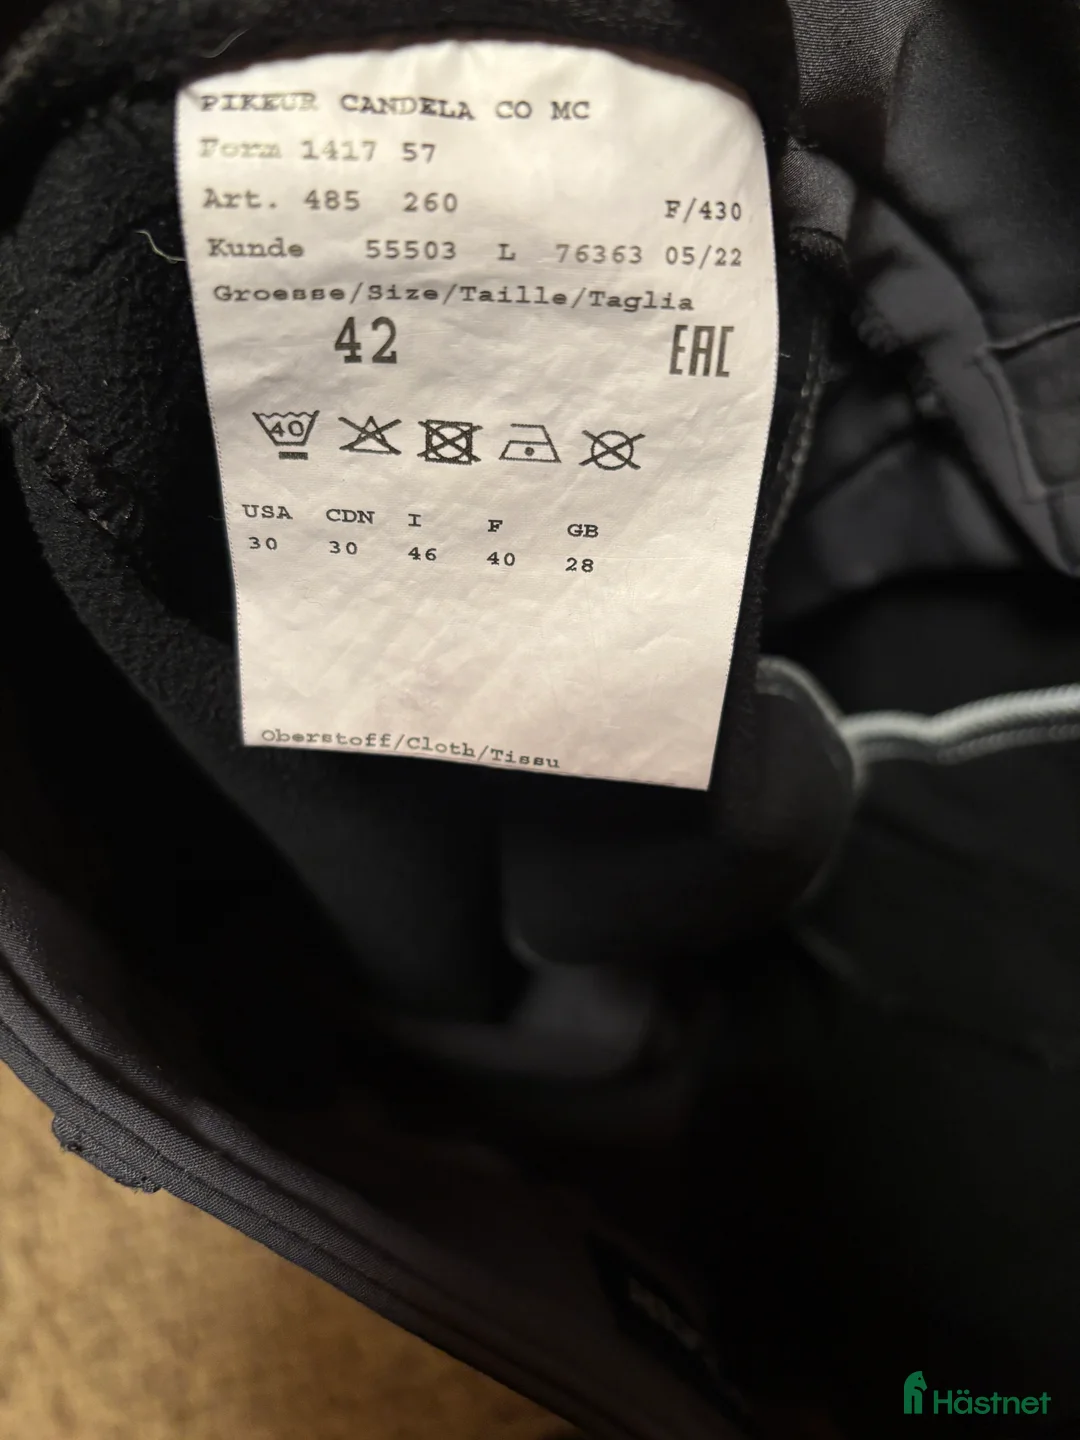 PIKEUR CANDELA CO MC
Form 1417 57
Art. 485 260 F/430
Kunde 55503 L 76363 05/22
Groesse/Size/Taille/Taglia
42 EAC
40
USA CDN I F GB
30 30 46 40 28
Oberstoff/Cloth/Tissu
Hästnet